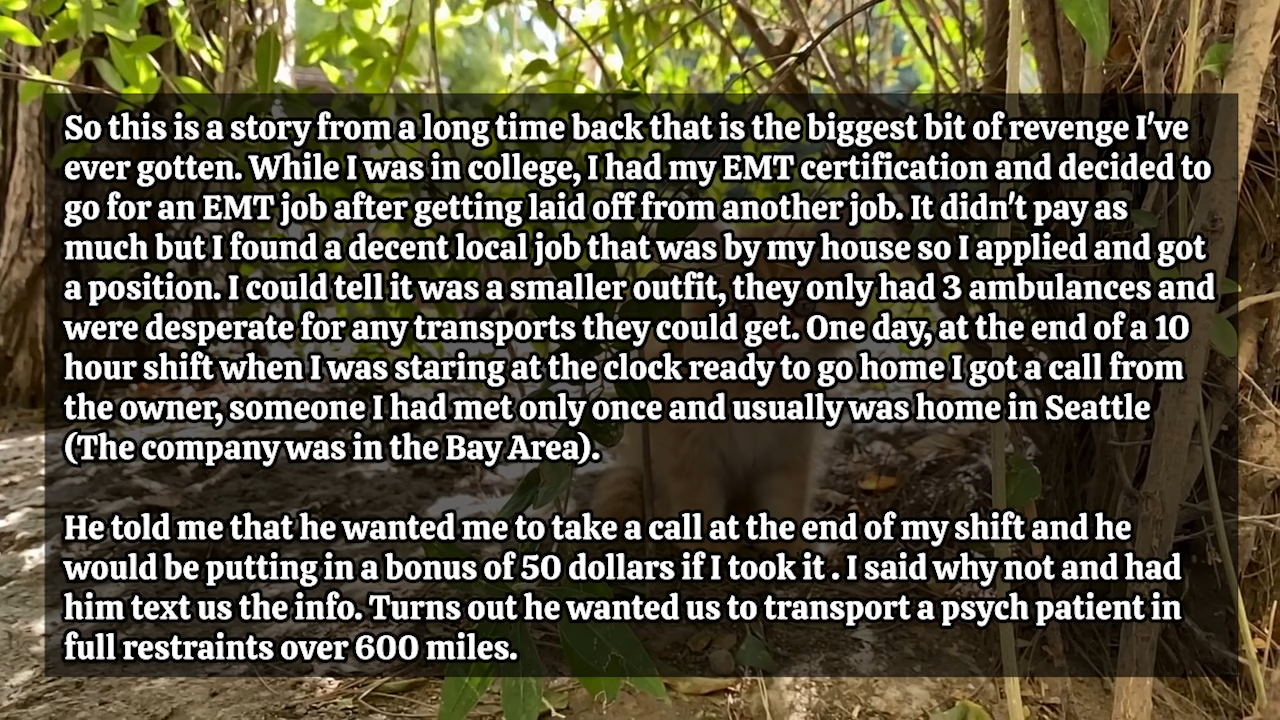 So this is a story from a long time back that is the biggest bit of revenge I've
ever gotten. While I was in college, I had my EMT certification and decided to
go for an EMT job after getting laid off from another job. It didn't pay as
much but I found a decent local job that was by my house so I applied and got
a position. I could tell it was a smaller outfit, they only had 3 ambulances and
were desperate for any transports they could get. One day, at the end of a 10
hour shift when I was staring at the clock ready to go home I got a call from
the owner, someone I had met only once and usually was home in Seattle
(The company was in the Bay Area).
He told me that he wanted me to take a call at the end of my shift and he
would be putting in a bonus of 50 dollars if I took it . I said why not and had
him text us the info. Turns out he wanted us to transport a psych patient in
full restraints over 600 miles.